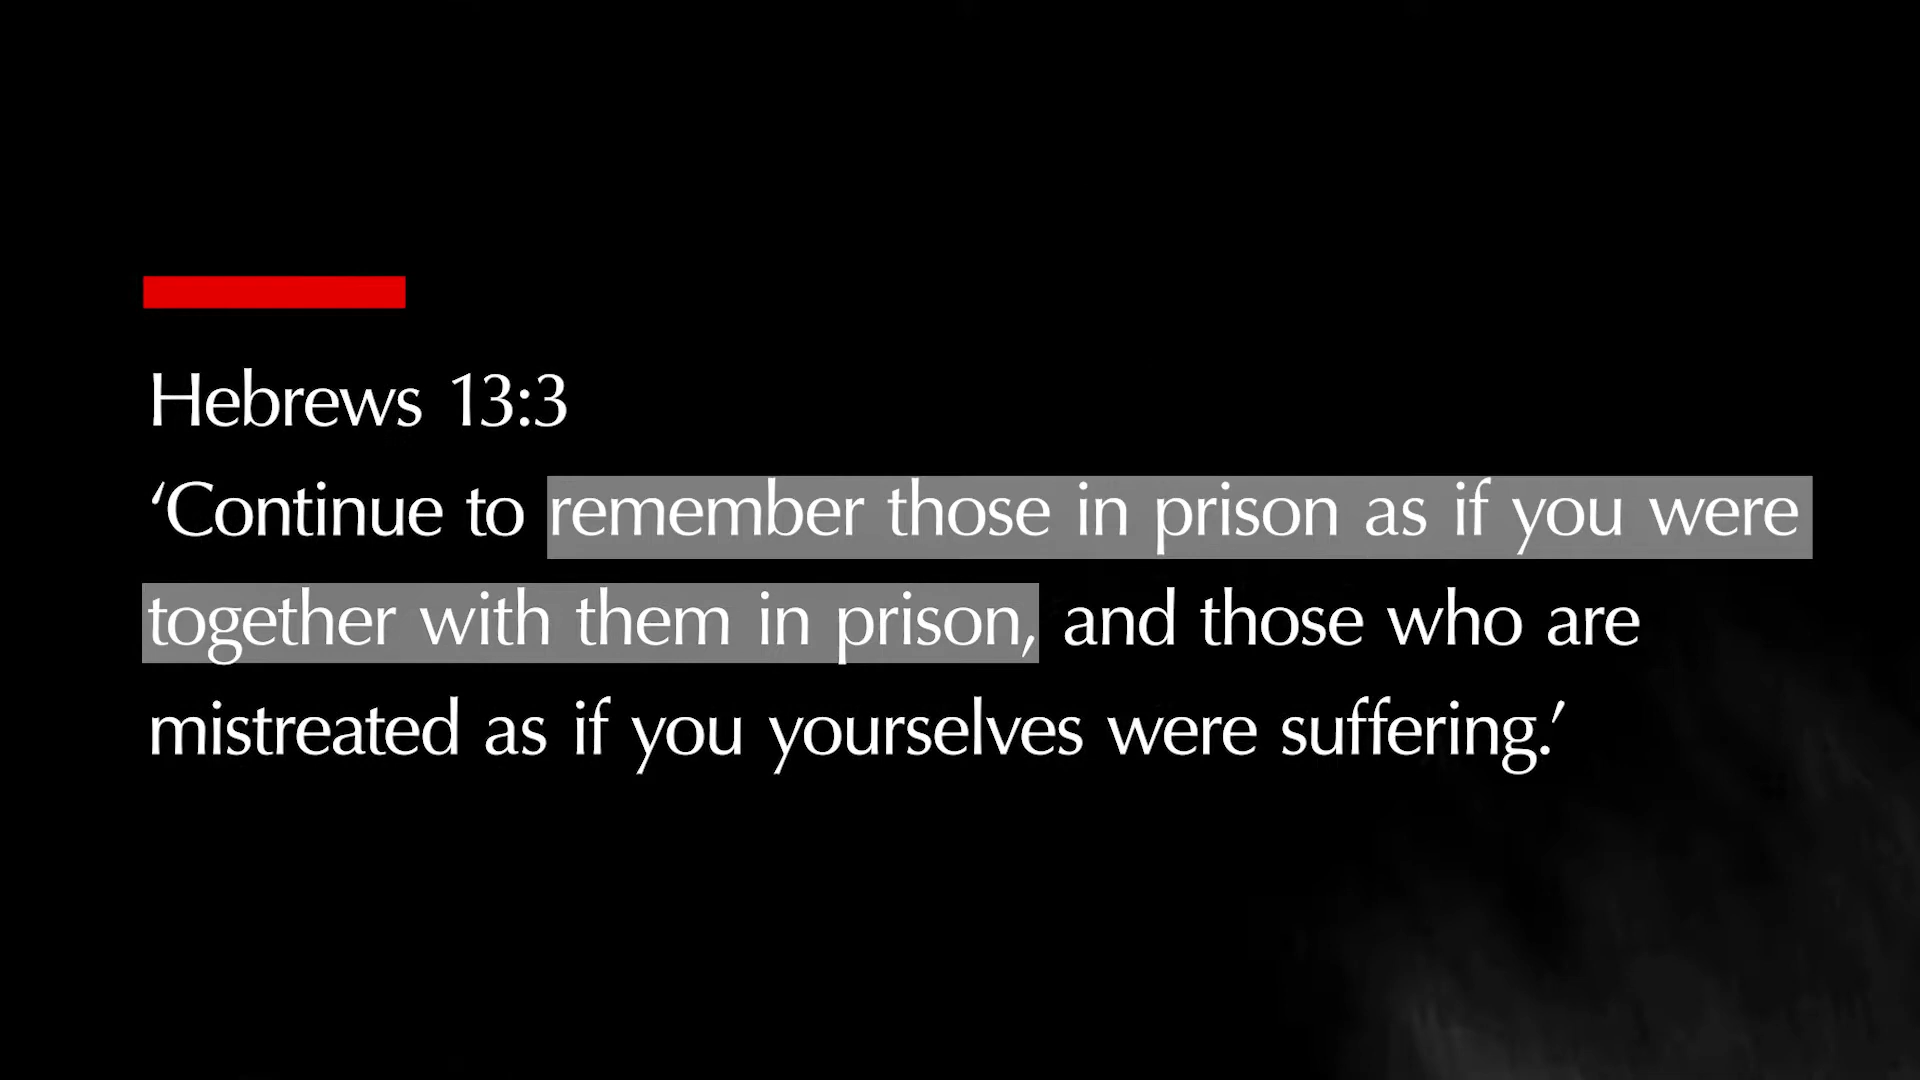 Hebrews 13:3
‘Continue to remember those in prison as if you were
together with them in prison, and those who are
mistreated as if you yourselves were suffering.’